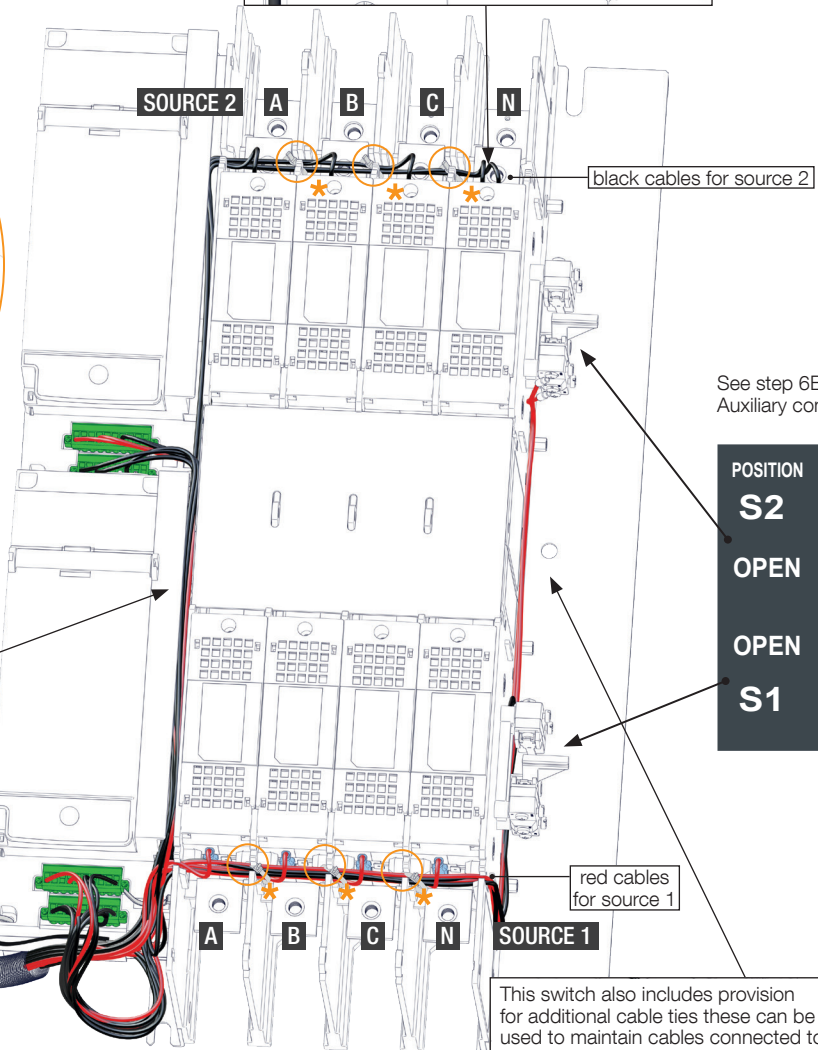 SOURCE 2 A B C N
black cables for source 2
See step 6E
Auxiliary con
POSITION
S2
OPEN
OPEN
S1
red cables
for source 1
A B C N SOURCE 1
This switch also includes provision
for additional cable ties these can be
used to maintain cables connected to